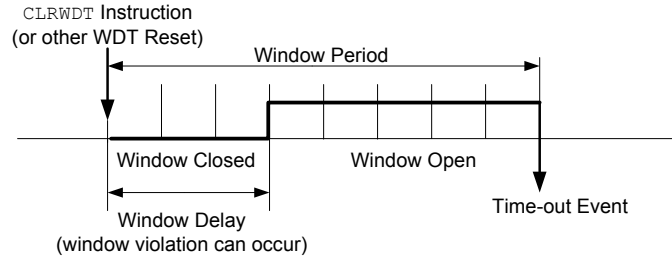 CLRWDT Instruction
(or other WDT Reset)
Window Period
Window Closed
Window Open
Window Delay
(window violation can occur)
Time-out Event